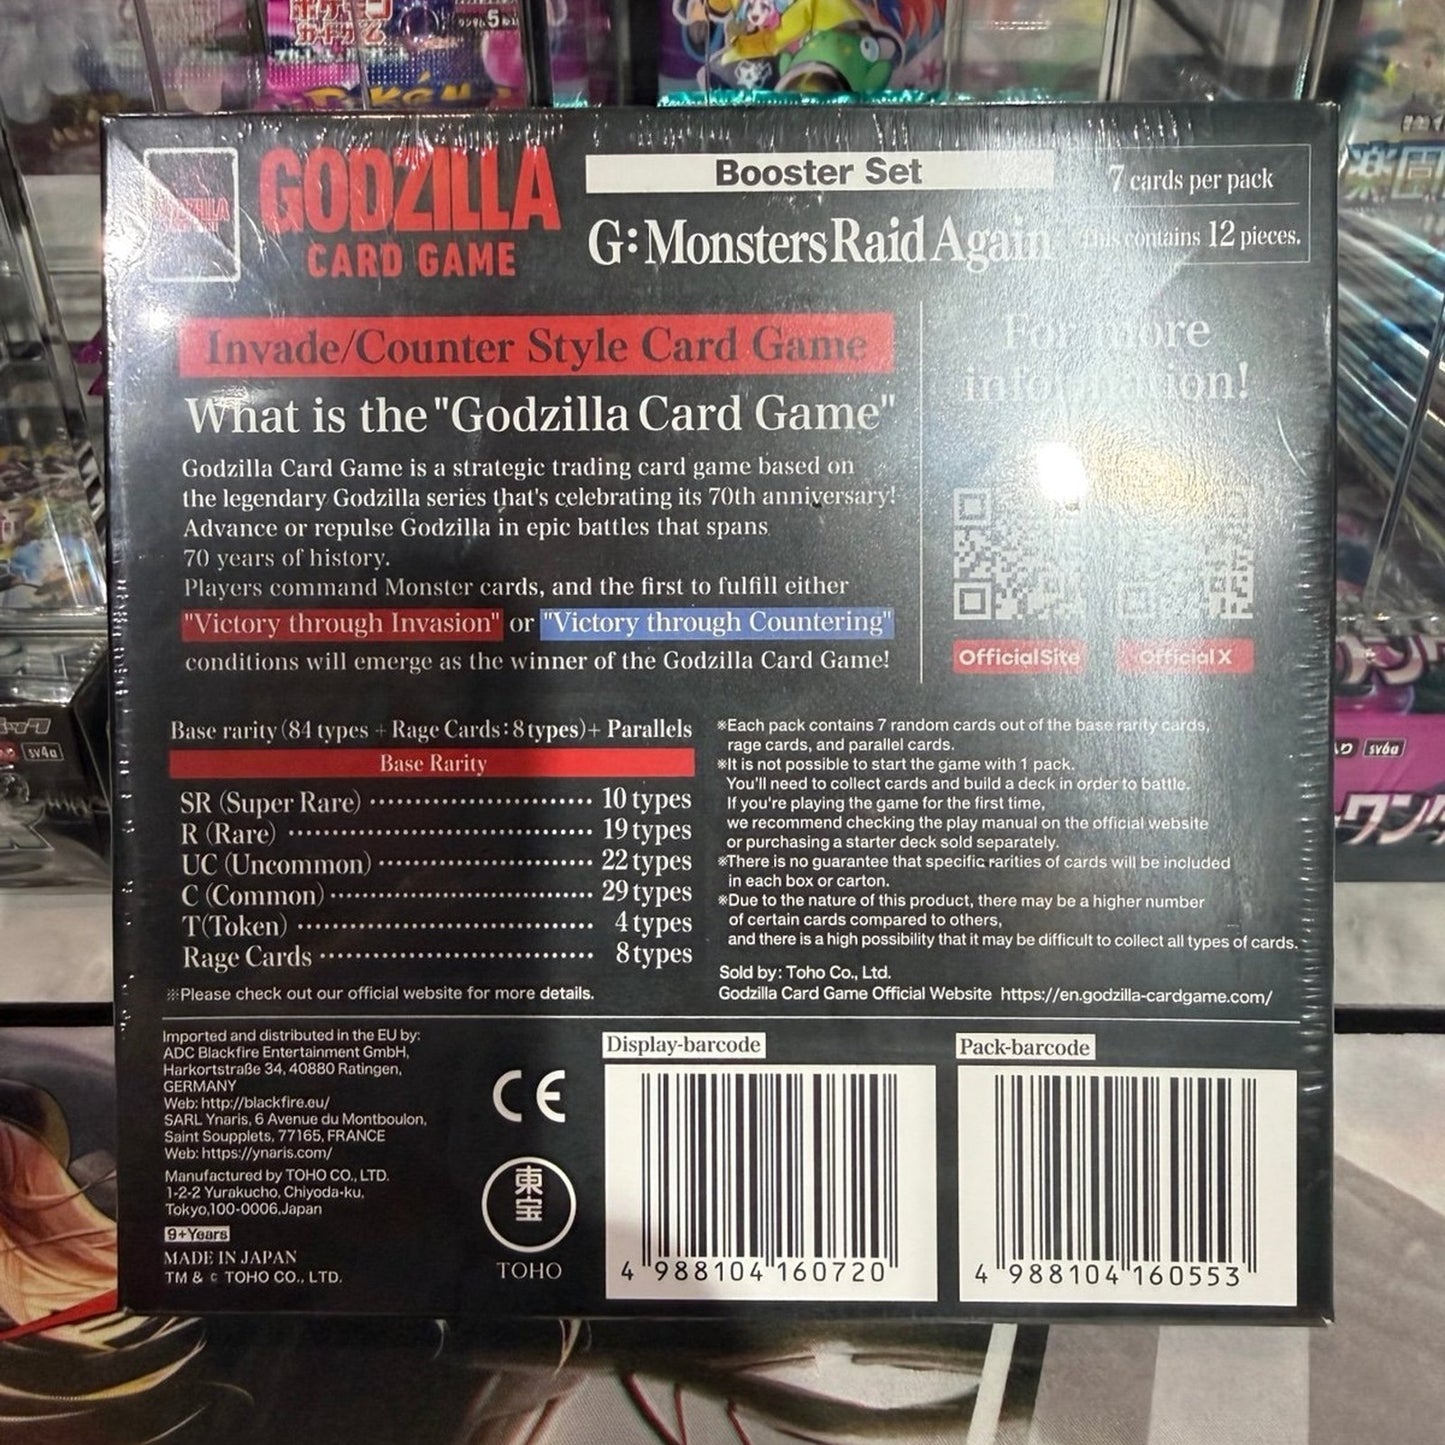 GODZILLA
CARD GAME
Booster Set
G: Monsters Raid Again
7 cards per pack
This contains 12 pieces.
Invade/Counter Style Card Game
What is the "Godzilla Card Game"
Godzilla Card Game is a strategic trading card game based on
the legendary Godzilla series that's celebrating its 70th anniversary!
Advance or repulse Godzilla in epic battles that spans
70 years of history.
Players command Monster cards, and the first to fulfill either
"Victory through Invasion" or "Victory through Countering"
conditions will emerge as the winner of the Godzilla Card Game!
For more
information!
Official Site
Official X
Base rarity (84 types + Rage Cards: 8 types) + Parallels
Base Rarity
SR (Super Rare) 10 types
R (Rare) 19 types
UC (Uncommon) 22 types
C (Common) 29 types
T(Token) 4 types
Rage Cards 8 types
※Please check out our official website for more details.
※Each pack contains 7 random cards out of the base rarity cards,
rage cards, and parallel cards.
※It is not possible to start the game with 1 pack.
You'll need to collect cards and build a deck in order to battle.
If you're playing the game for the first time,
we recommend checking the play manual on the official website
or purchasing a starter deck sold separately.
※There is no guarantee that specific rarities of cards will be included
in each box or carton.
※Due to the nature of this product, there may be a higher number
of certain cards compared to others,
and there is a high possibility that it may be difficult to collect all types of cards.
Sold by: Toho Co., Ltd.
Godzilla Card Game Official Website https://en.godzilla-cardgame.com/
Imported and distributed in the EU by:
ADC Blackfire Entertainment GmbH,
Harkortstraße 34, 40880 Ratingen,
GERMANY
Web: http://blackfire.eu/
SARL Ynaris, 6 Avenue du Montboulon,
Saint Soupplets, 77165, FRANCE
Web: https://ynaris.com/
Manufactured by TOHO CO., LTD.
1-2-2 Yurakucho, Chiyoda-ku,
Tokyo, 100-0006, Japan
9+Years
MADE IN JAPAN
TM & © TOHO CO., LTD.
CE
東宝
TOHO
Display-barcode
4 988104 160720
Pack-barcode
4 988104 160553
sv4a
sv6a